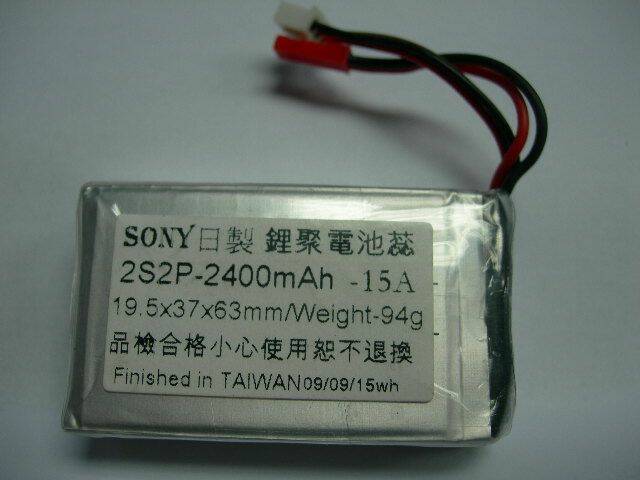 SONY日製 鋰聚電池蕊
2S2P-2400mAh -15A
19.5x37x63mm/Weight-94g
品檢合格小心使用恕不退換
Finished in TAIWAN09/09/15wh